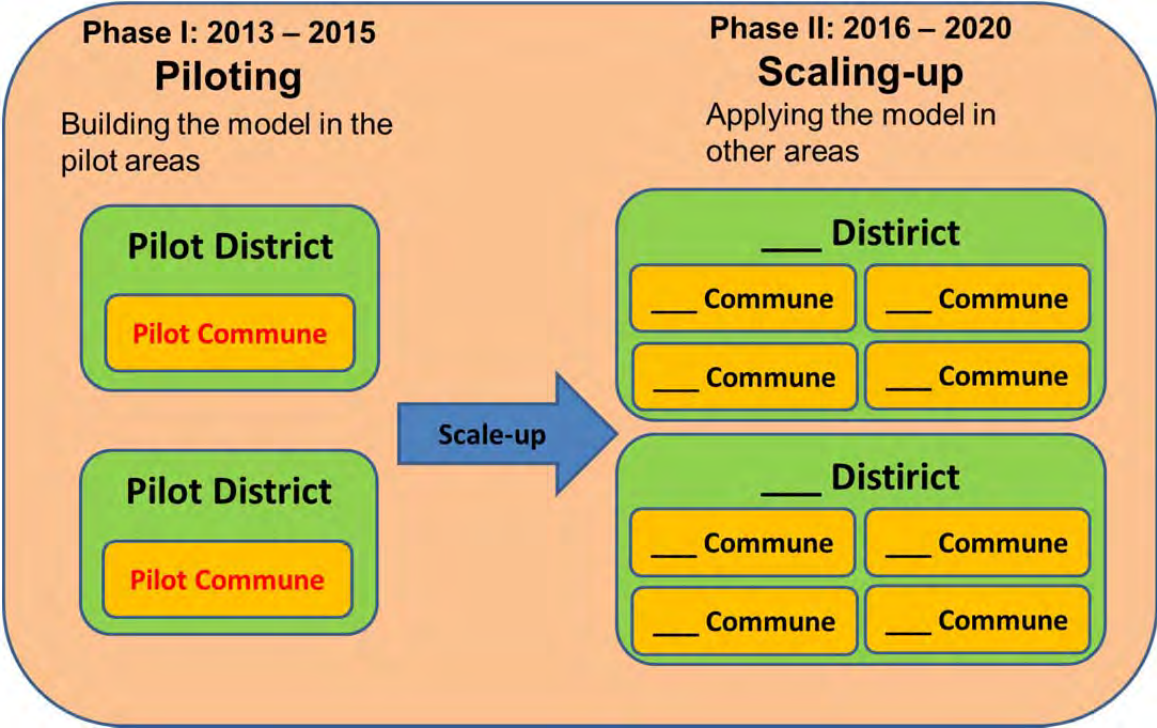 Phase I: 2013 – 2015
Piloting
Building the model in the
pilot areas
Pilot District
Pilot Commune
Pilot District
Pilot Commune
Scale-up
Phase II: 2016 – 2020
Scaling-up
Applying the model in
other areas
___ Distirict
___ Commune
___ Commune
___ Commune
___ Commune
___ Distirict
___ Commune
___ Commune
___ Commune
___ Commune